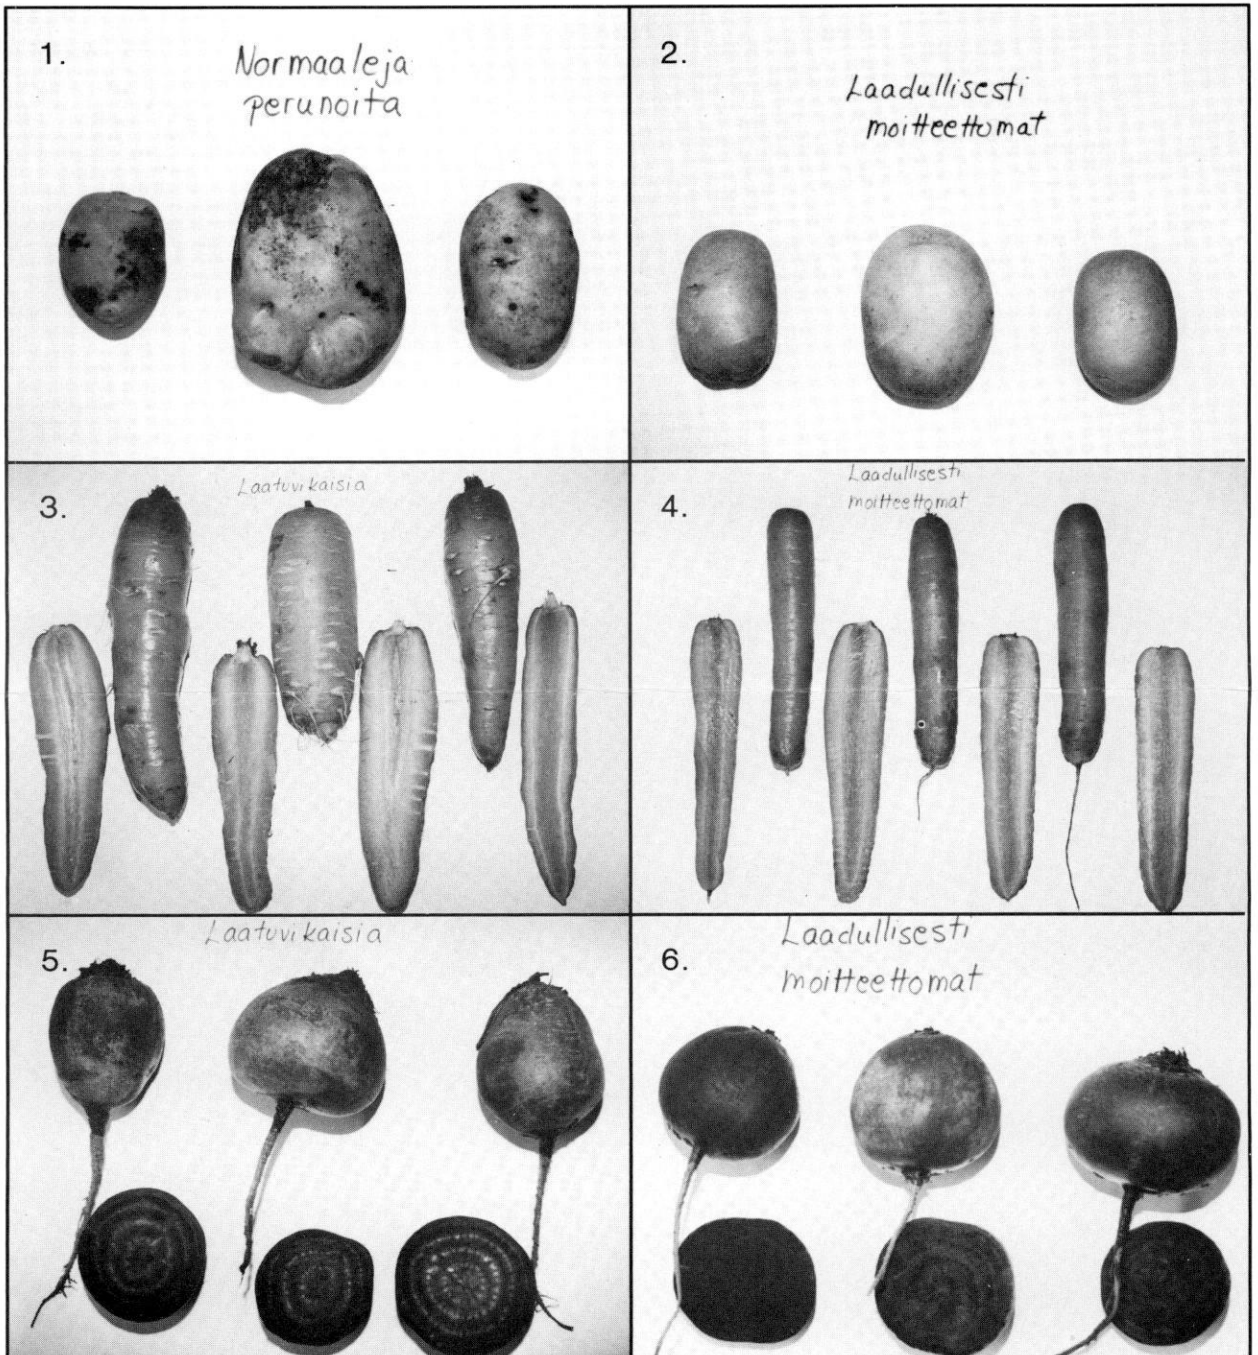 1.
Normaaleja
perunoita
2.
Laadullisesti
moitteettomat
3.
Laatuvikaisia
4.
Laadullisesti
moitteettomat
5.
Laatuvikaisia
6.
Laadullisesti
moitteettomat